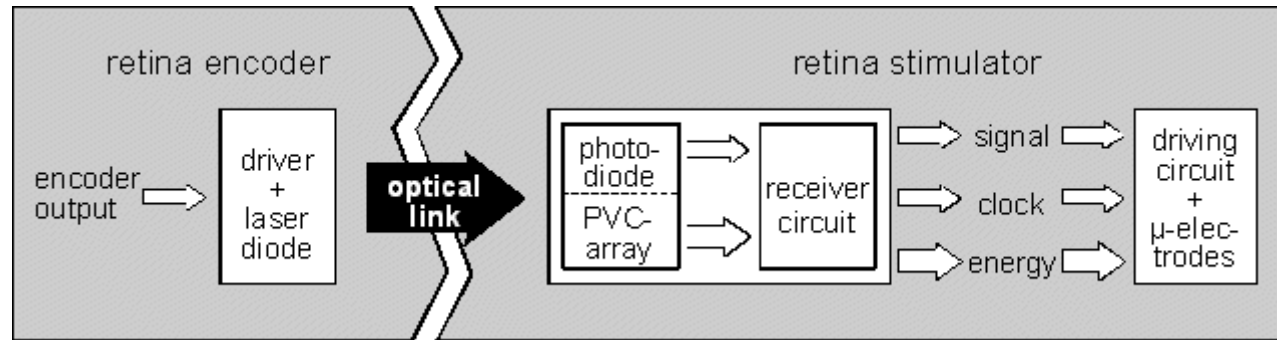 retina encoder
retina stimulator
encoder
output
driver
+
laser
diode
optical
link
photo-
diode
PVC-
array
receiver
circuit
signal
clock
energy
driving
circuit
+
µ-elec-
trodes